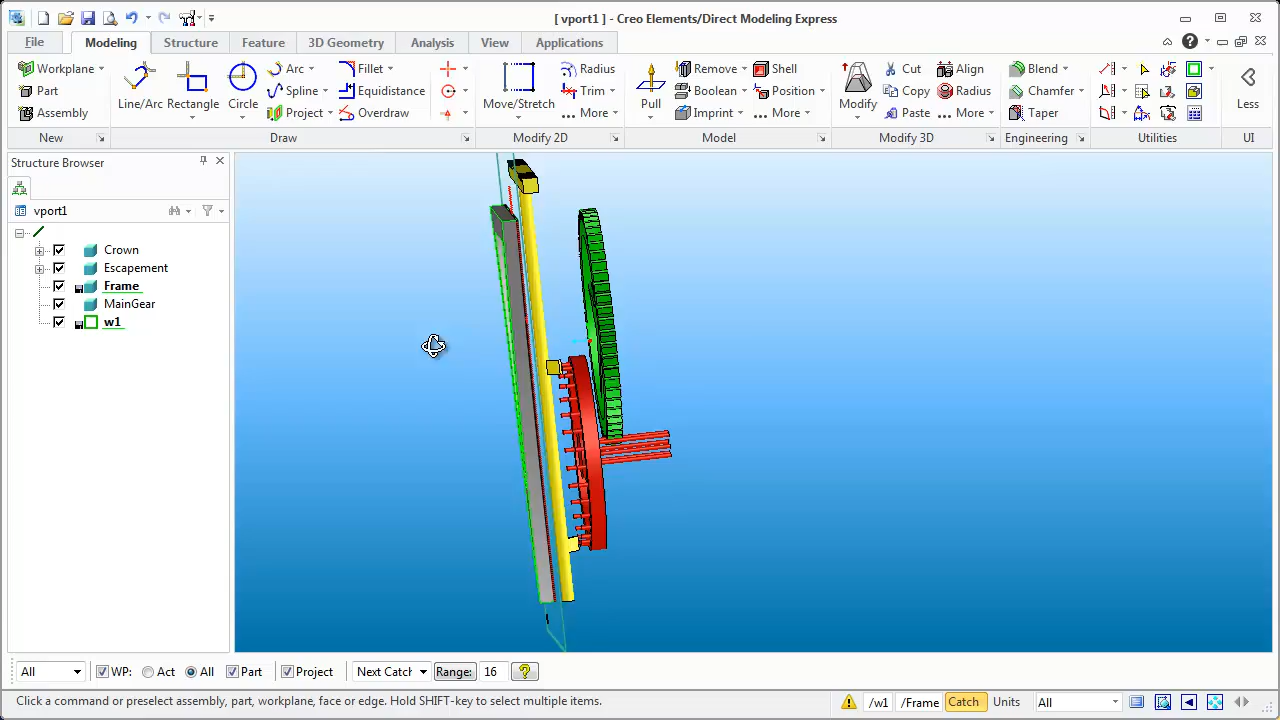 [ vport1 ] - Creo Elements/Direct Modeling Express
File Modeling Structure Feature 3D Geometry Analysis View Applications
Workplane Arc Fillet Radius Remove Shell Cut Align Blend
Part Line/Arc Rectangle Circle Spline Equidistance Move/Stretch Trim Pull Boolean Position Modify Copy Radius Chamfer Less
Assembly Project Overdraw More Imprint More Paste More Taper
New Draw Modify 2D Model Modify 3D Engineering Utilities UI
Structure Browser
vport1
Crown
Escapement
Frame
MainGear
w1
All WP: Act All Part Project Next Catch Range: 16 ?
Click a command or preselect assembly, part, workplane, face or edge. Hold SHIFT-key to select multiple items. /w1 /Frame Catch Units All